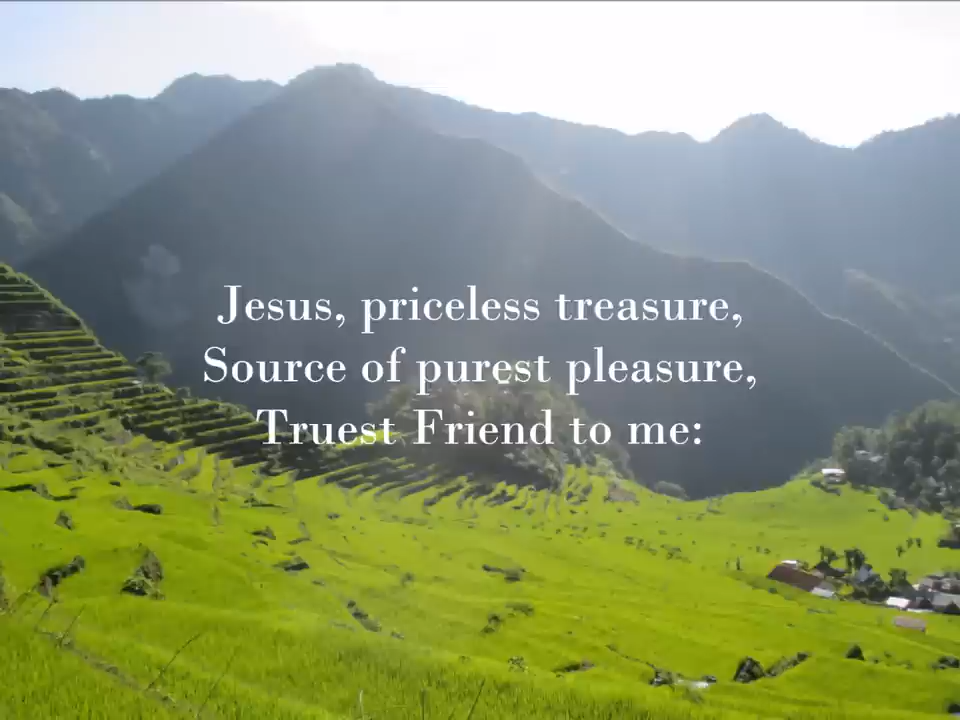 Jesus, priceless treasure,
Source of purest pleasure,
Truest Friend to me: